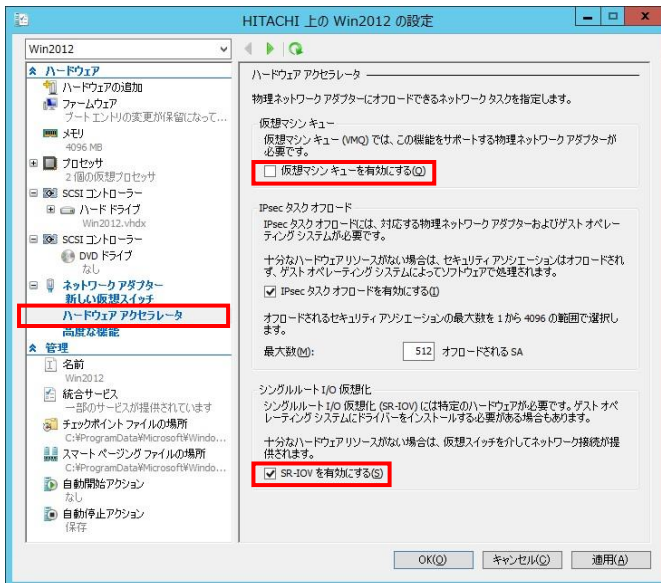 HITACHI 上の Win2012 の設定
Win2012
ハードウェア
ハードウェアの追加
ファームウェア
ブート エントリの変更が保留になって...
メモリ
4096 MB
プロセッサ
2 個の仮想プロセッサ
SCSI コントローラー
ハード ドライブ
Win2012.vhdx
SCSI コントローラー
DVD ドライブ
なし
ネットワーク アダプター
新しい仮想スイッチ
ハードウェア アクセラレータ
高度な機能
管理
名前
Win2012
統合サービス
一部のサービスが提供されています
チェックポイント ファイルの場所
C:¥ProgramData¥Microsoft¥Windo...
スマート ページング ファイルの場所
C:¥ProgramData¥Microsoft¥Windo...
自動開始アクション
なし
自動停止アクション
保存
ハードウェア アクセラレータ
物理ネットワーク アダプターにオフロードできるネットワーク タスクを指定します。
仮想マシン キュー
仮想マシン キュー (VMQ) では、この機能をサポートする物理ネットワーク アダプターが
必要です。
仮想マシン キューを有効にする(Q)
IPsec タスク オフロード
IPsec タスク オフロードには、対応する物理ネットワーク アダプターおよびゲスト オペレー
ティング システムが必要です。
十分なハードウェア リソースがない場合は、セキュリティ アソシエーションはオフロードされ
ず、ゲスト オペレーティング システムによってソフトウェアで処理されます。
IPsec タスク オフロードを有効にする(I)
オフロードされるセキュリティ アソシエーションの最大数を 1 から 4096 の範囲で選択し
ます。
最大数(M): 512 オフロードされる SA
シングルルート I/O 仮想化
シングルルート I/O 仮想化 (SR-IOV) には特定のハードウェアが必要です。ゲスト オペ
レーティング システムにドライバーをインストールする必要がある場合もあります。
十分なハードウェア リソースがない場合は、仮想スイッチを介してネットワーク接続が提
供されます。
SR-IOV を有効にする(S)
OK(O) キャンセル(C) 適用(A)